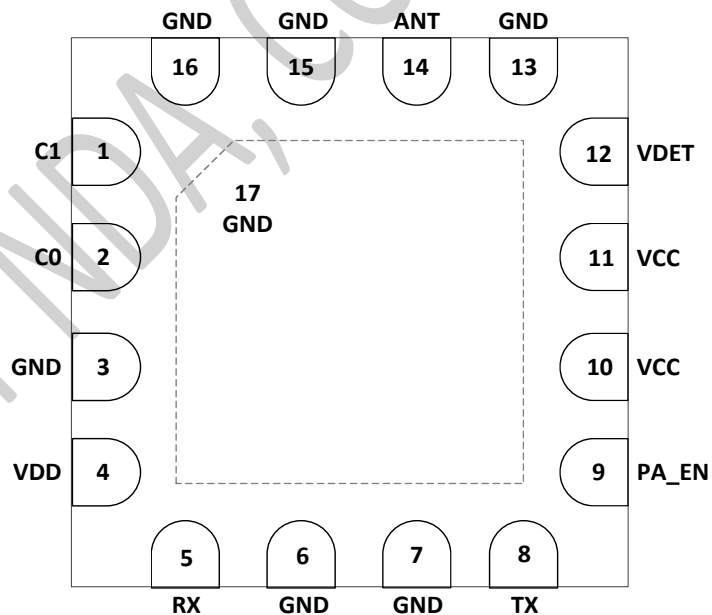 GND GND ANT GND
16 15 14 13
C1 1 12 VDET
17
GND
C0 2 11 VCC
GND 3 10 VCC
VDD 4 9 PA_EN
5 6 7 8
RX GND GND TX
NDA,